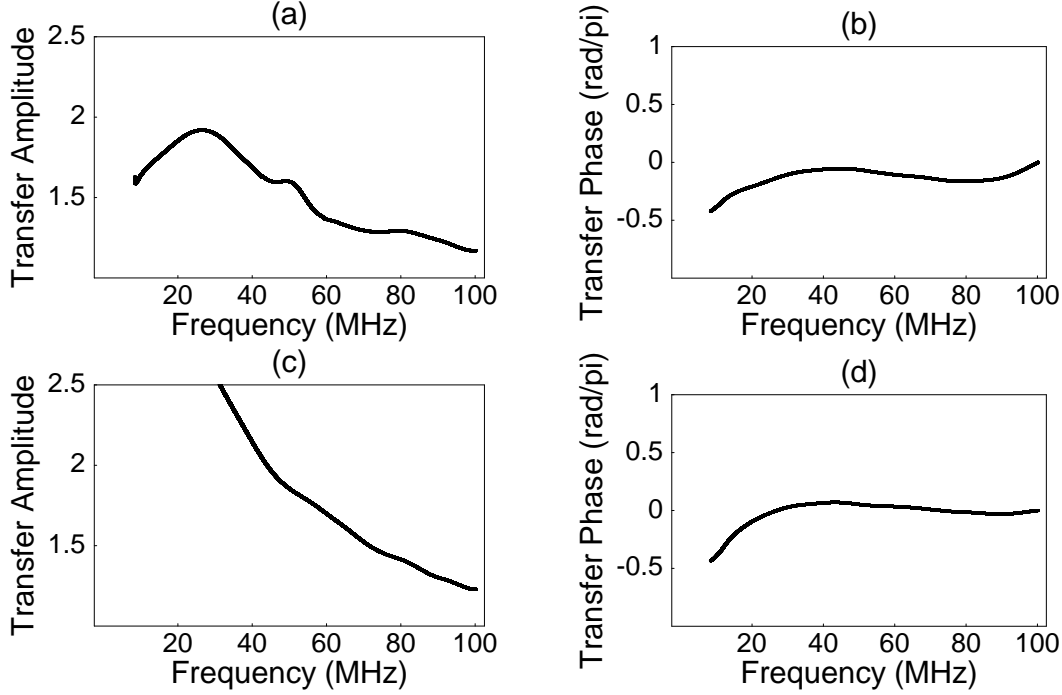 (a)
Transfer Amplitude
2.5
2
1.5
20 40 60 80 100
Frequency (MHz)
(b)
Transfer Phase (rad/pi)
1
0.5
0
-0.5
20 40 60 80 100
Frequency (MHz)
(c)
Transfer Amplitude
2.5
2
1.5
20 40 60 80 100
Frequency (MHz)
(d)
Transfer Phase (rad/pi)
1
0.5
0
-0.5
20 40 60 80 100
Frequency (MHz)